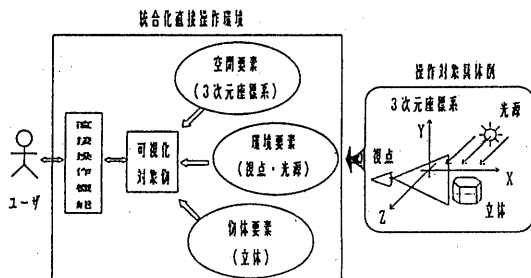 統合化直接操作環境
空間要素
(3次元座標系)
環境要素
(視点・光源)
物体要素
(立体)
直接操作機能
可視化
対象例
ユーザ
操作対象具体例
3次元座標系
光源
視点
Y
X
Z
立体